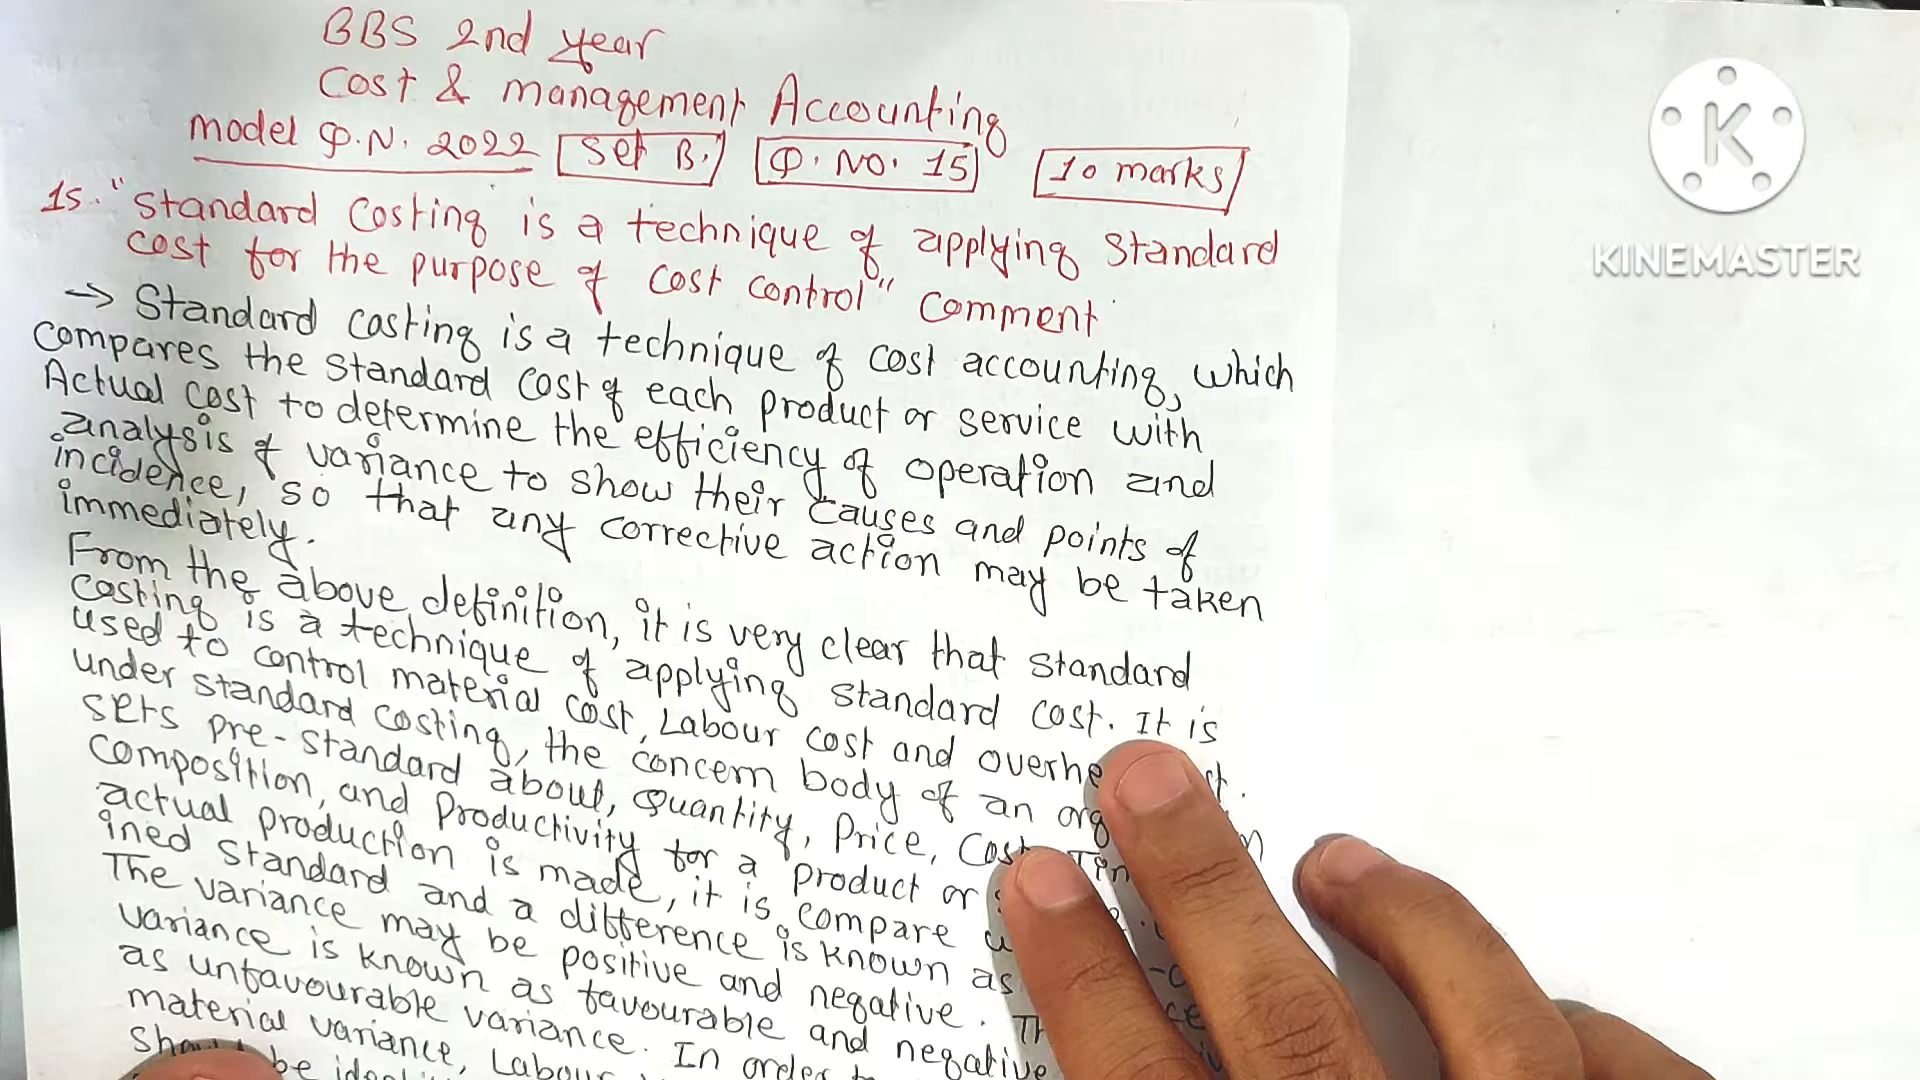 BBS 2nd year
Cost & management Accounting
model Q.N. 2022 Set B. Q. No. 15 10 marks
15. "Standard Costing is a technique of applying Standard
cost for the purpose of cost control" Comment
→ Standard costing is a technique of cost accounting, which
compares the standard cost of each product or service with
Actual cost to determine the efficiency of operation and
analysis of variance to show their causes and points of
incidence, so that any corrective action may be taken
immediately.
From the above definition, it is very clear that standard
costing is a technique of applying standard cost. It is
used to control material cost, Labour cost and
under standard costing, the concern body of an
sets pre-standard about, quantity, Price, Cost
composition, and Productivity for a product or
actual production is made, it is compare
ined standard and a difference is known as
The variance may be positive and negative.
variance is known as favourable and negative
as unfavourable variance. In order
material variance, Labour
be
K
KINEMASTER